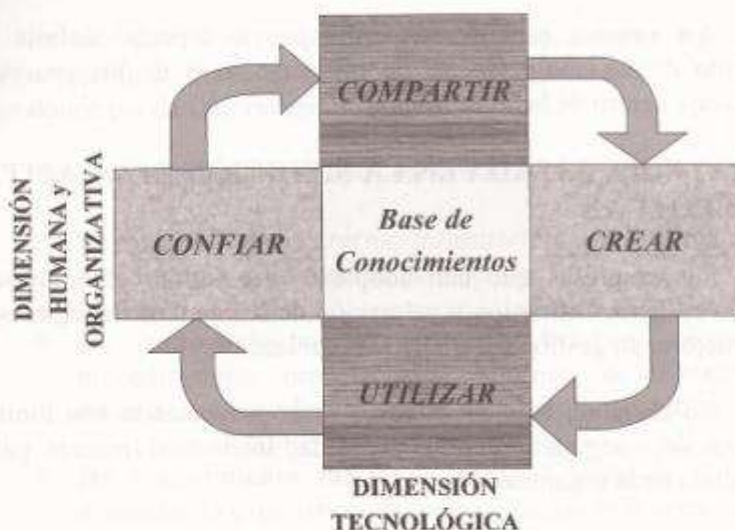 COMPARTIR
DIMENSIÓN
HUMANA y
ORGANIZATIVA
CONFIAR
Base de
Conocimientos
CREAR
UTILIZAR
DIMENSIÓN
TECNOLÓGICA